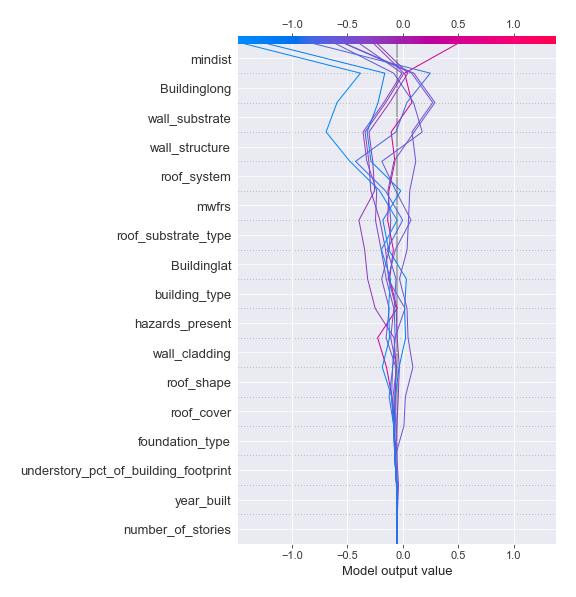 −1.0 −0.5 0.0 0.5 1.0
mindist
Buildinglong
wall_substrate
wall_structure
roof_system
mwfrs
roof_substrate_type
Buildinglat
building_type
hazards_present
wall_cladding
roof_shape
roof_cover
foundation_type
understory_pct_of_building_footprint
year_built
number_of_stories
−1.0 −0.5 0.0 0.5 1.0
Model output value